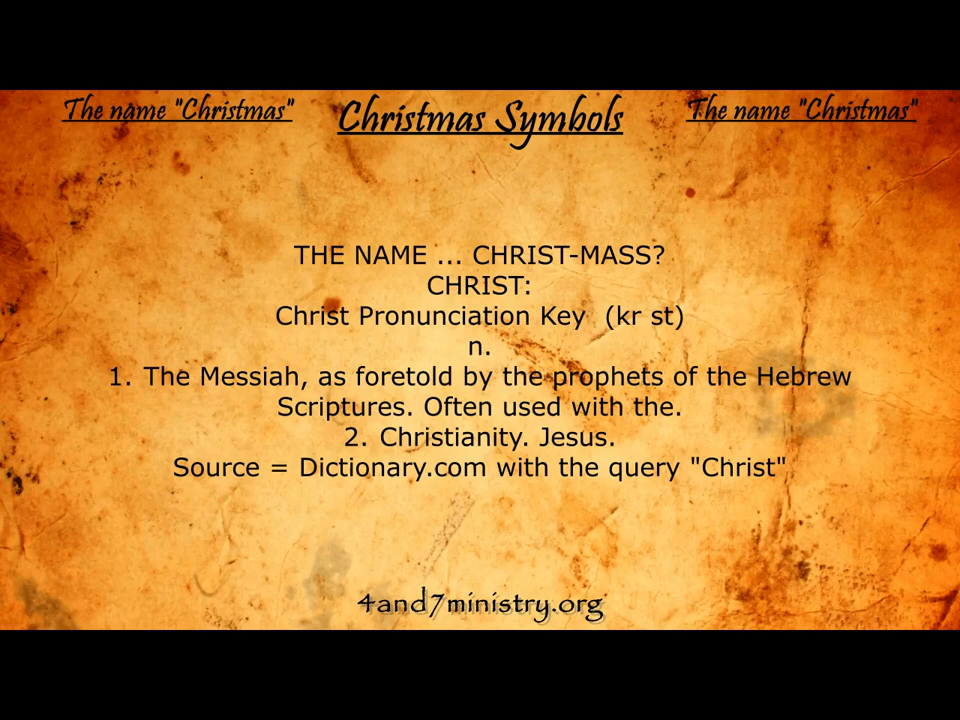 The name "Christmas"
Christmas Symbols
The name "Christmas"
THE NAME ... CHRIST-MASS?
CHRIST:
Christ Pronunciation Key  (kr st)
n.
1. The Messiah, as foretold by the prophets of the Hebrew
Scriptures. Often used with the.
2. Christianity. Jesus.
Source = Dictionary.com with the query "Christ"
4and7ministry.org